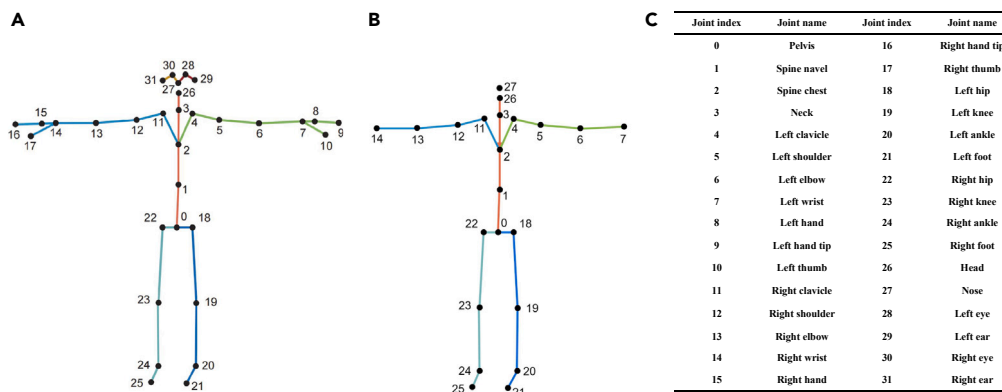 A
30 28
31 29
27 26
3
15 11 4 8
16 14 13 12 5 6 7 9
17 10
2
1
22 0 18
23 19
24 20
25 21
B
27
26
3
11 4
14 13 12 5 6 7
2
1
22 0 18
23 19
24 20
25 21
C
Joint index Joint name Joint index Joint name
0 Pelvis 16 Right hand tip
1 Spine navel 17 Right thumb
2 Spine chest 18 Left hip
3 Neck 19 Left knee
4 Left clavicle 20 Left ankle
5 Left shoulder 21 Left foot
6 Left elbow 22 Right hip
7 Left wrist 23 Right knee
8 Left hand 24 Right ankle
9 Left hand tip 25 Right foot
10 Left thumb 26 Head
11 Right clavicle 27 Nose
12 Right shoulder 28 Left eye
13 Right elbow 29 Left ear
14 Right wrist 30 Right eye
15 Right hand 31 Right ear